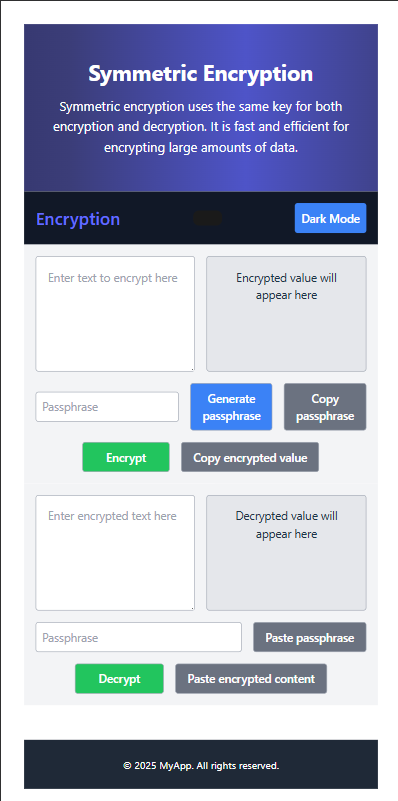 Symmetric Encryption
Symmetric encryption uses the same key for both
encryption and decryption. It is fast and efficient for
encrypting large amounts of data.
Encryption
Dark Mode
Enter text to encrypt here
Encrypted value will
appear here
Passphrase
Generate
passphrase
Copy
passphrase
Encrypt
Copy encrypted value
Enter encrypted text here
Decrypted value will
appear here
Passphrase
Paste passphrase
Decrypt
Paste encrypted content
© 2025 MyApp. All rights reserved.